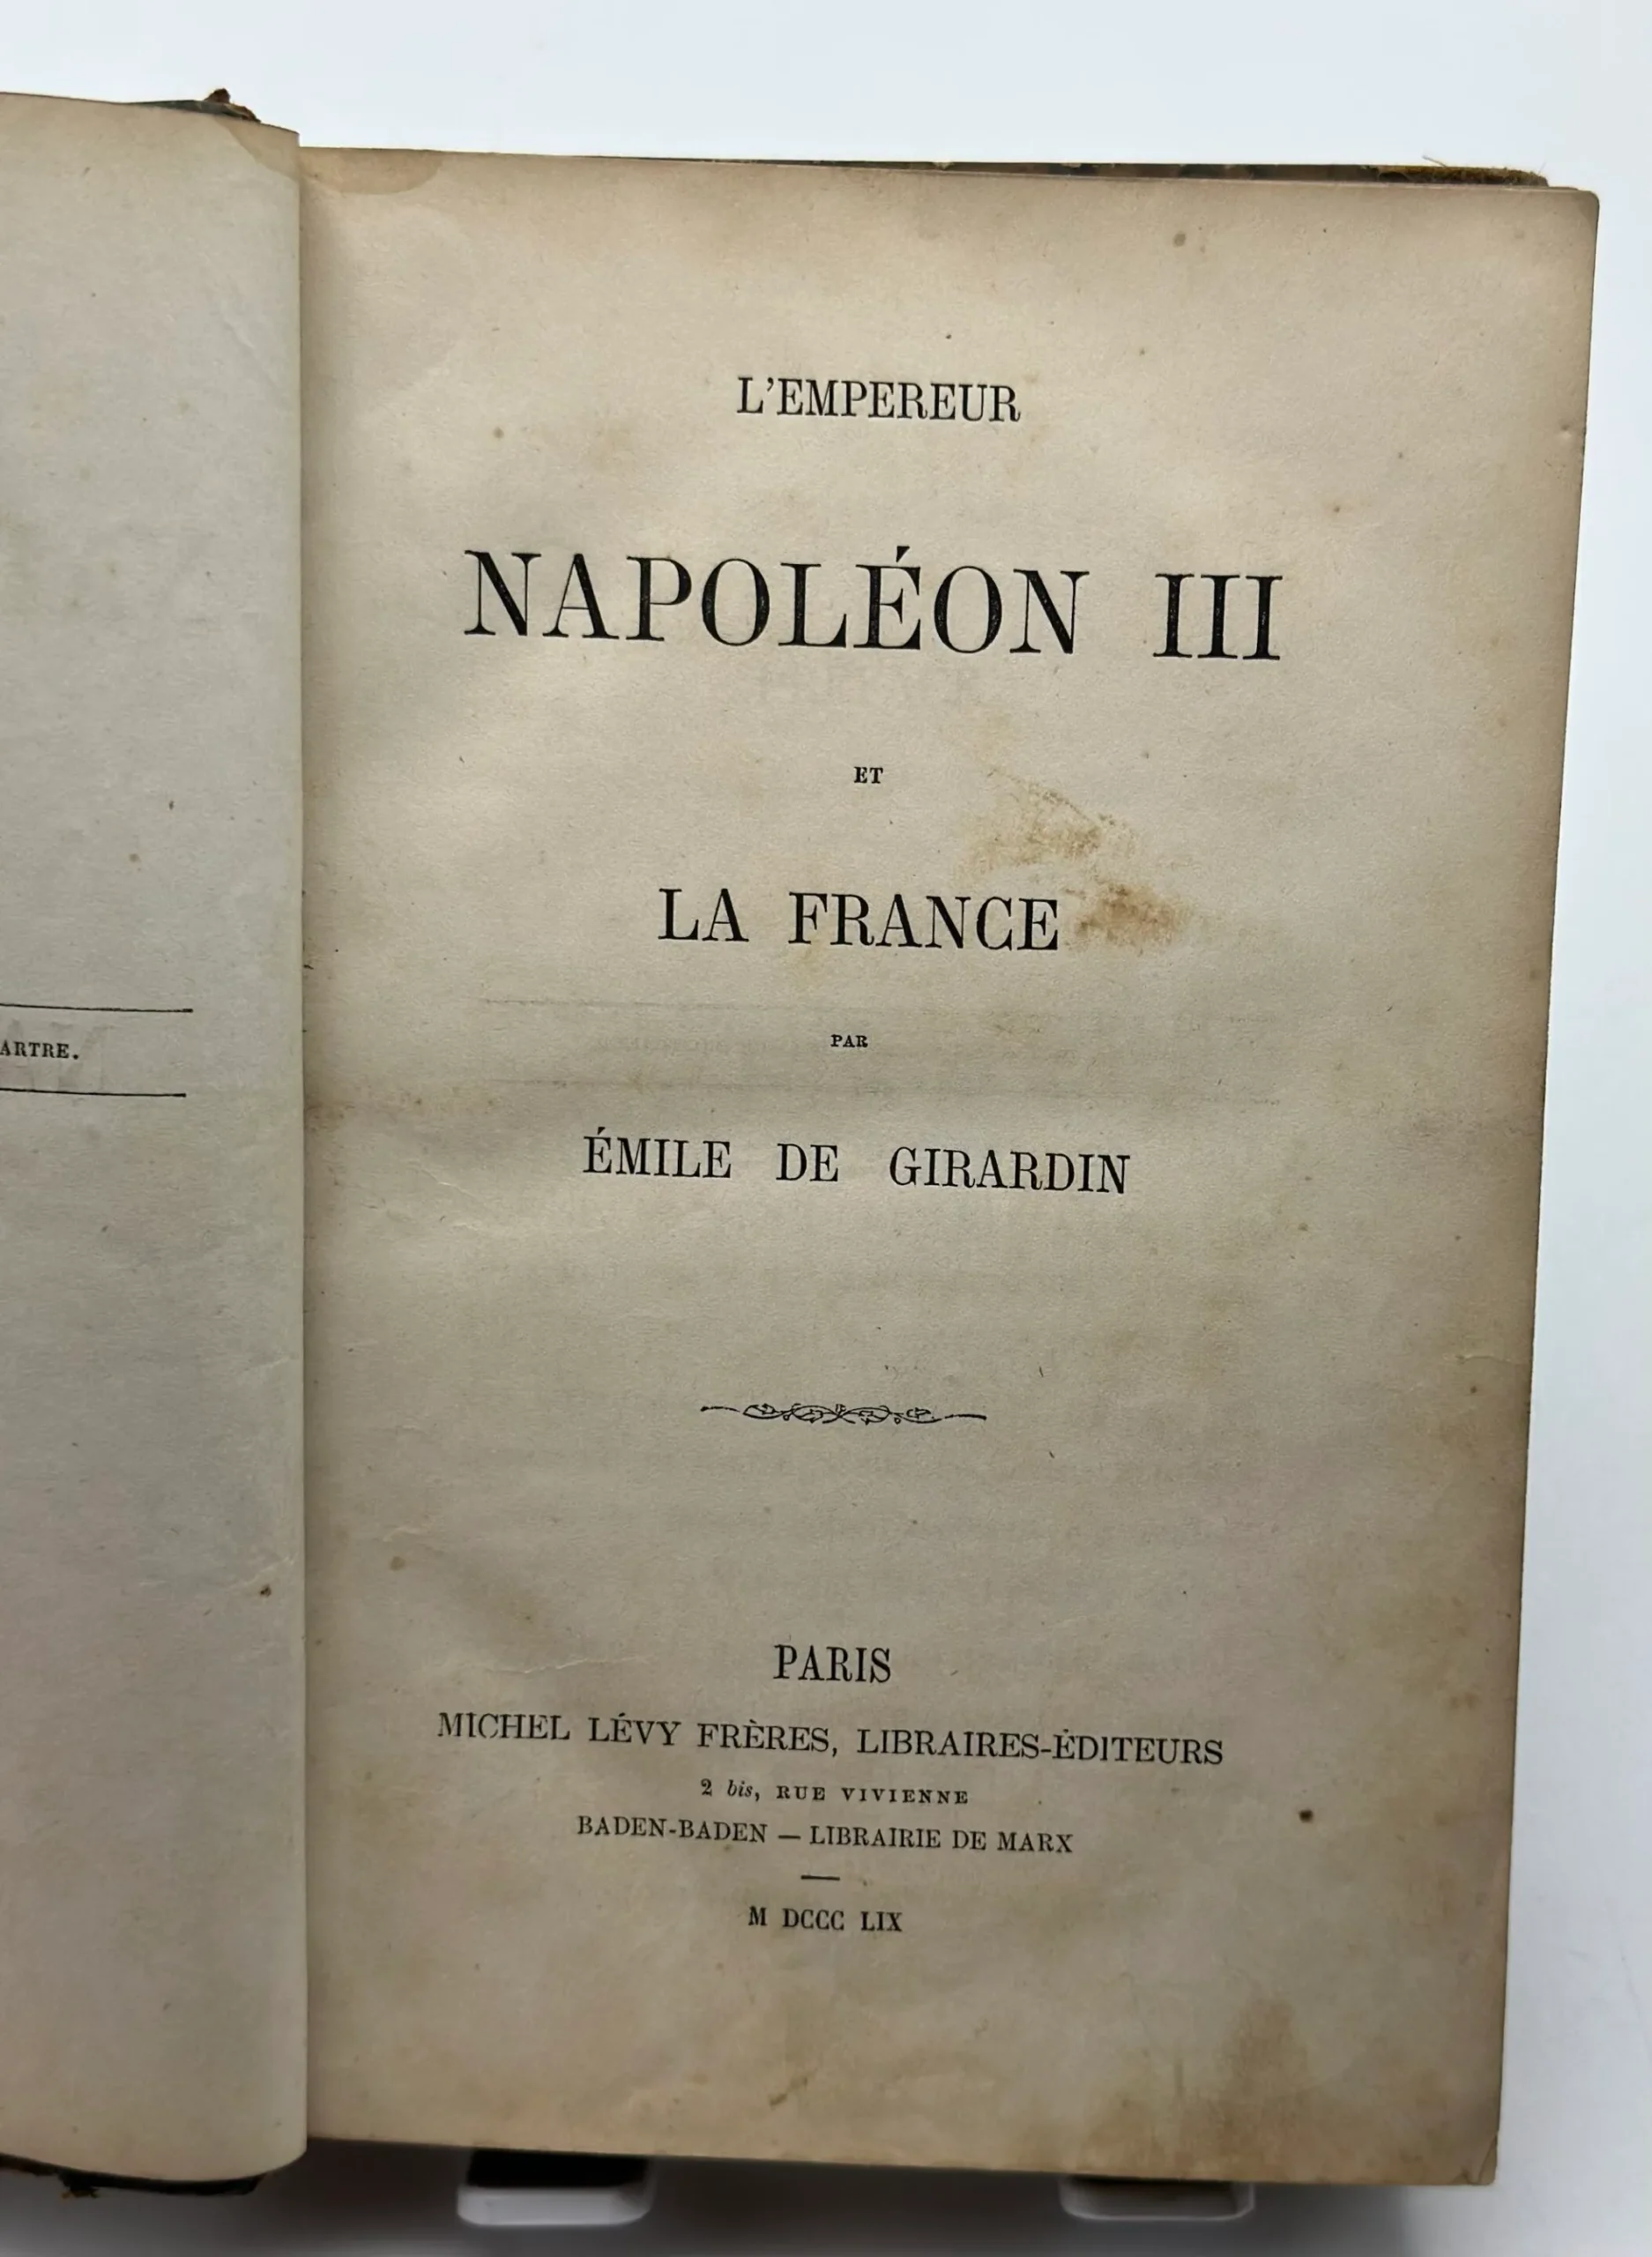 ARTRE.
L'EMPEREUR
NAPOLÉON III
ET
LA FRANCE
PAR
ÉMILE DE GIRARDIN
PARIS
MICHEL LÉVY FRÈRES, LIBRAIRES-ÉDITEURS
2 bis, RUE VIVIENNE
BADEN-BADEN — LIBRAIRIE DE MARX
M DCCC LIX